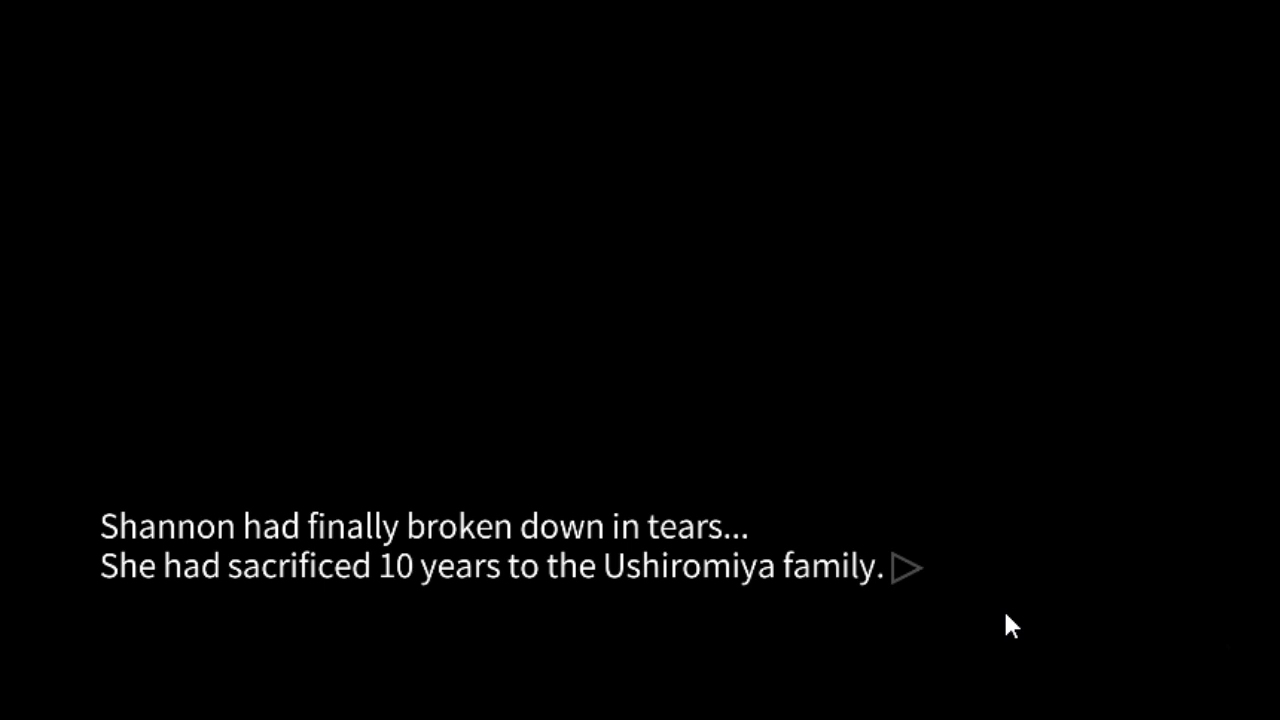 Shannon had finally broken down in tears...
She had sacrificed 10 years to the Ushiromiya family.